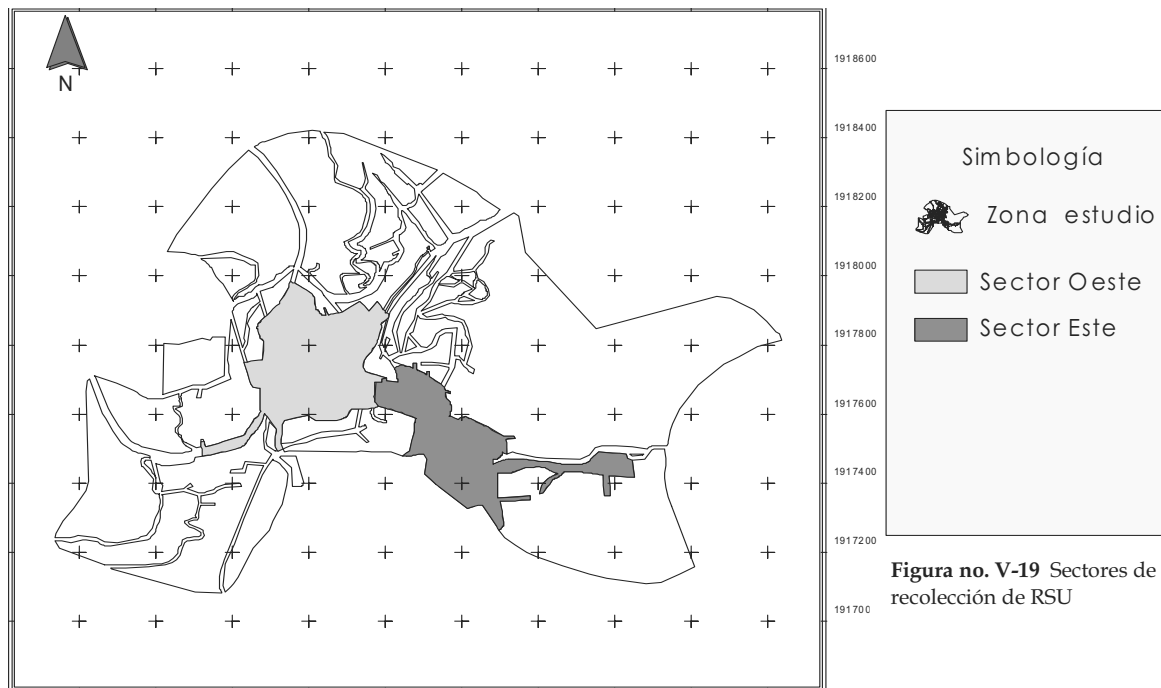 N
1918600
1918400
1918200
1918000
1917800
1917600
1917400
1917200
191700
Simbología
Zona estudio
Sector Oeste
Sector Este
Figura no. V-19 Sectores de
recolección de RSU